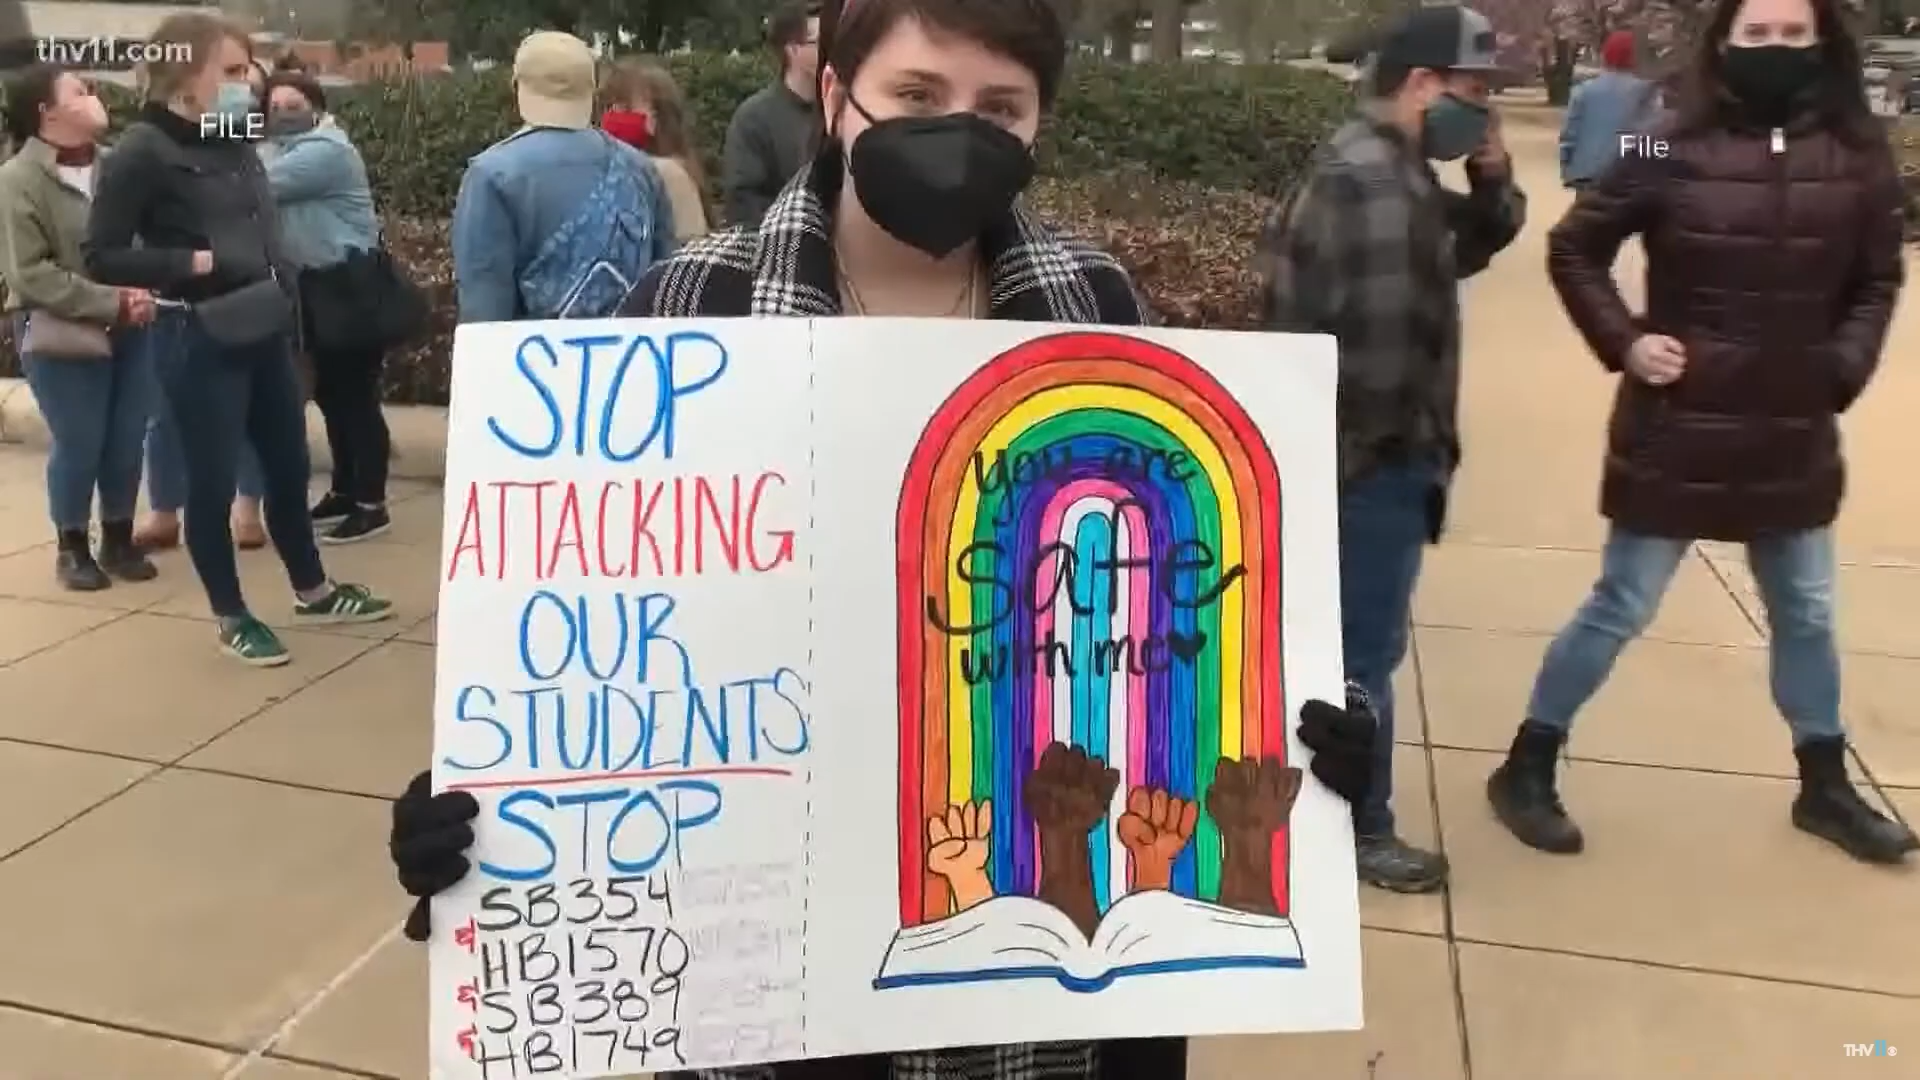 thv11.com
FILE
File
STOP
ATTACKING
OUR
STUDENTS
STOP
SB354
& HB1570
& SB389
& HB1749
you are
safe
with me
THV11